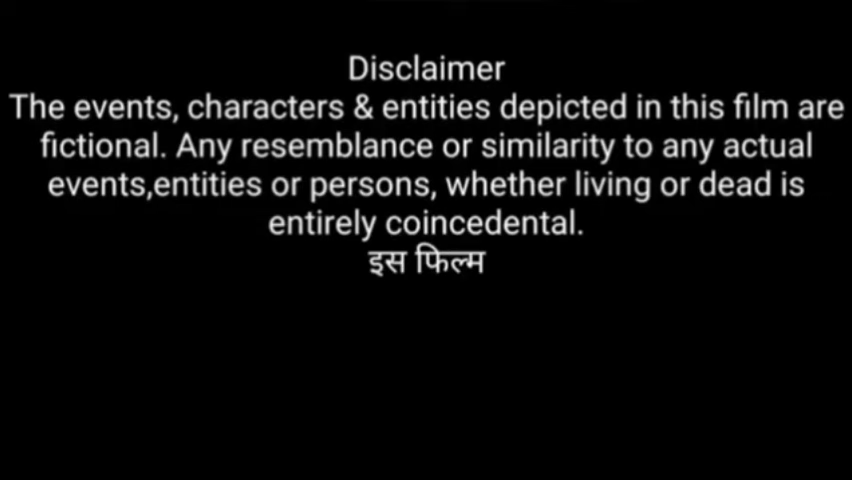 Disclaimer
The events, characters & entities depicted in this film are
fictional. Any resemblance or similarity to any actual
events,entities or persons, whether living or dead is
entirely coincedental.
इस फिल्म